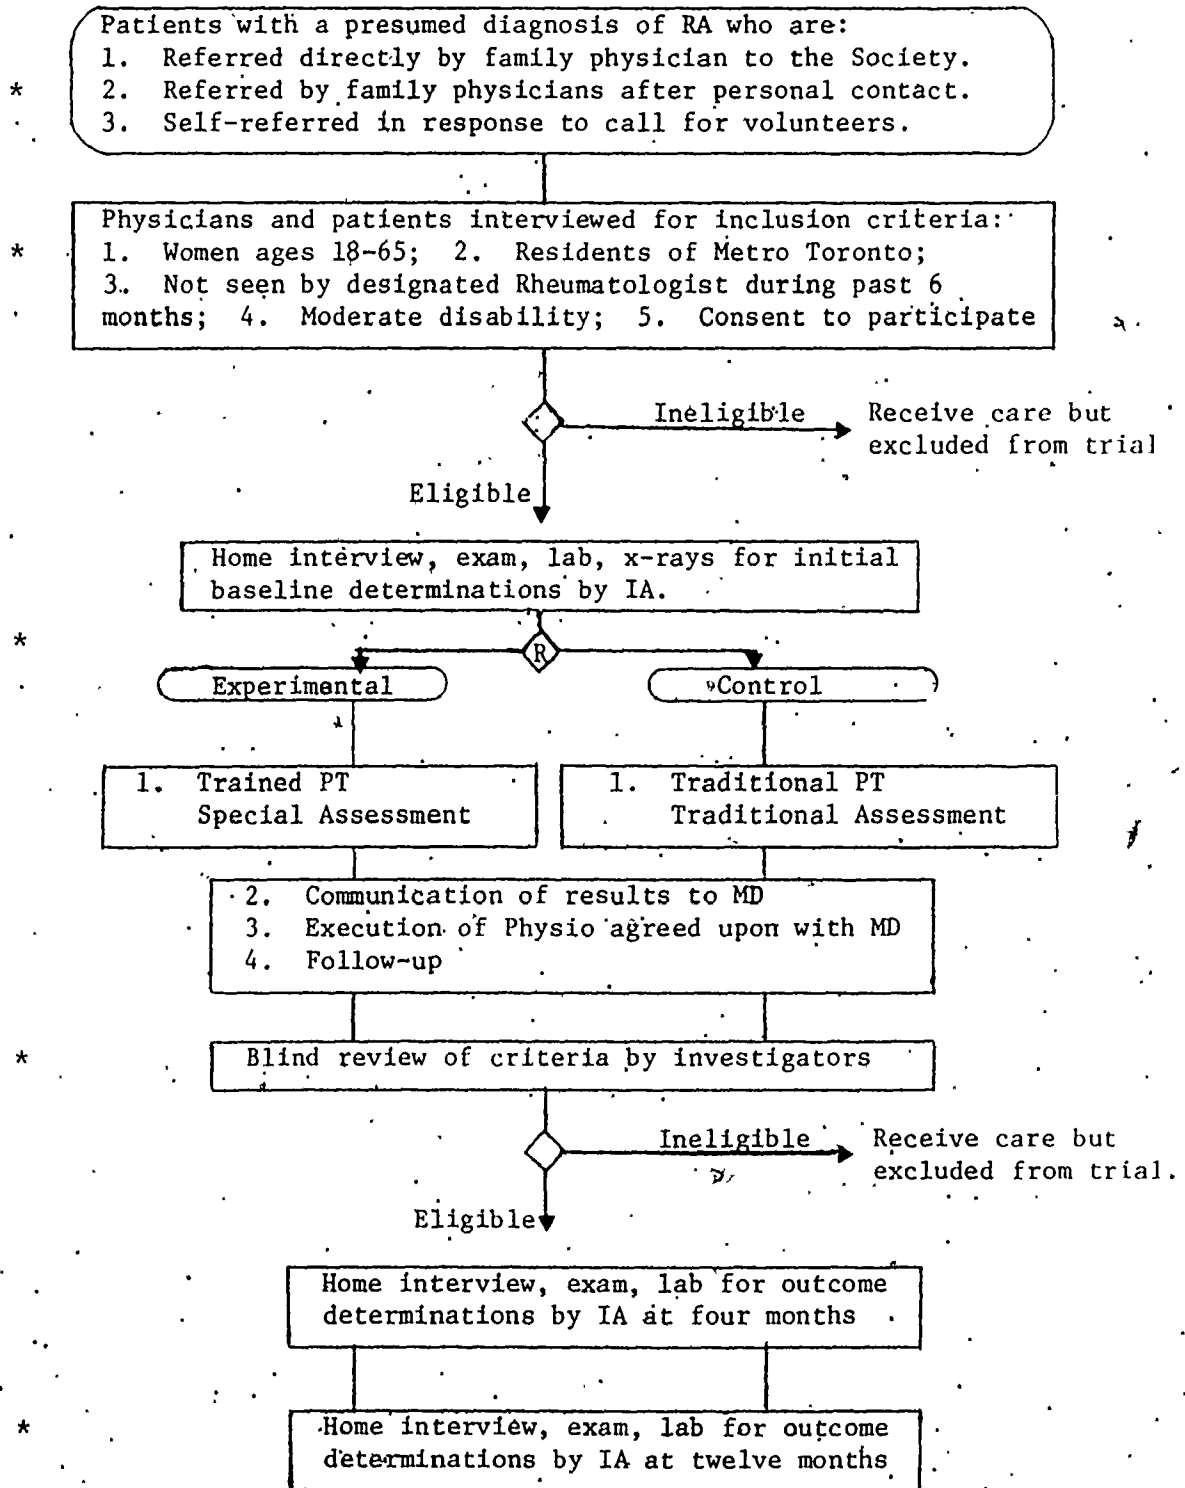 Patients with a presumed diagnosis of RA who are:
1. Referred directly by family physician to the Society.
* 2. Referred by family physicians after personal contact.
3. Self-referred in response to call for volunteers.
Physicians and patients interviewed for inclusion criteria:
* 1. Women ages 18-65; 2. Residents of Metro Toronto;
3. Not seen by designated Rheumatologist during past 6
months; 4. Moderate disability; 5. Consent to participate
Ineligible
Receive care but
excluded from trial
Eligible
Home interview, exam, lab, x-rays for initial
baseline determinations by IA.
*
R
Experimental
Control
1. Trained PT
Special Assessment
1. Traditional PT
Traditional Assessment
2. Communication of results to MD
3. Execution of Physio agreed upon with MD
4. Follow-up
* Blind review of criteria by investigators
Ineligible
Receive care but
excluded from trial.
Eligible
Home interview, exam, lab for outcome
determinations by IA at four months
* Home interview, exam, lab for outcome
determinations by IA at twelve months